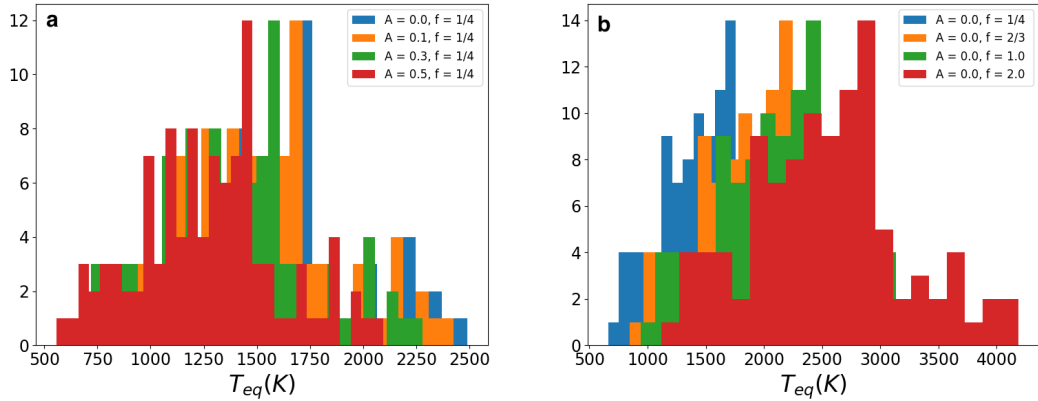 a
A = 0.0, f = 1/4
A = 0.1, f = 1/4
A = 0.3, f = 1/4
A = 0.5, f = 1/4
12
10
8
6
4
2
0
500 750 1000 1250 1500 1750 2000 2250 2500
T_eq(K)
b
A = 0.0, f = 1/4
A = 0.0, f = 2/3
A = 0.0, f = 1.0
A = 0.0, f = 2.0
14
12
10
8
6
4
2
0
500 1000 1500 2000 2500 3000 3500 4000
T_eq(K)